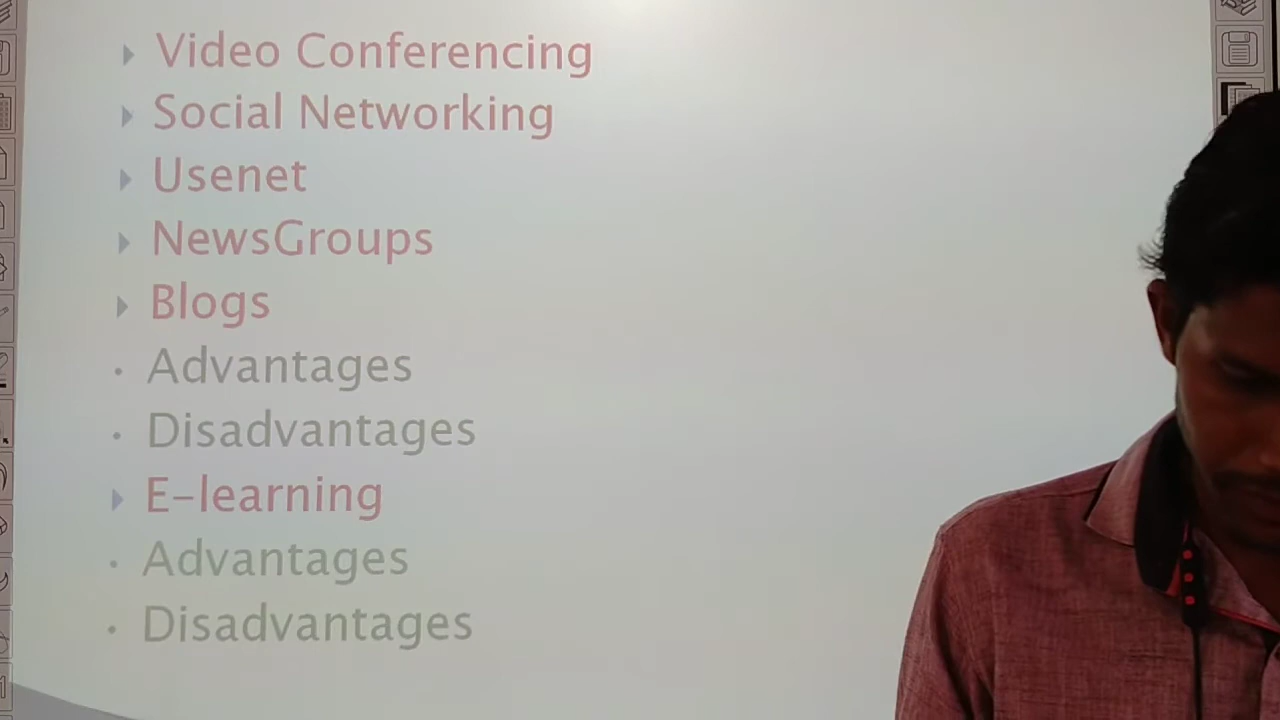 Video Conferencing
Social Networking
Usenet
NewsGroups
Blogs
Advantages
Disadvantages
E-learning
Advantages
Disadvantages